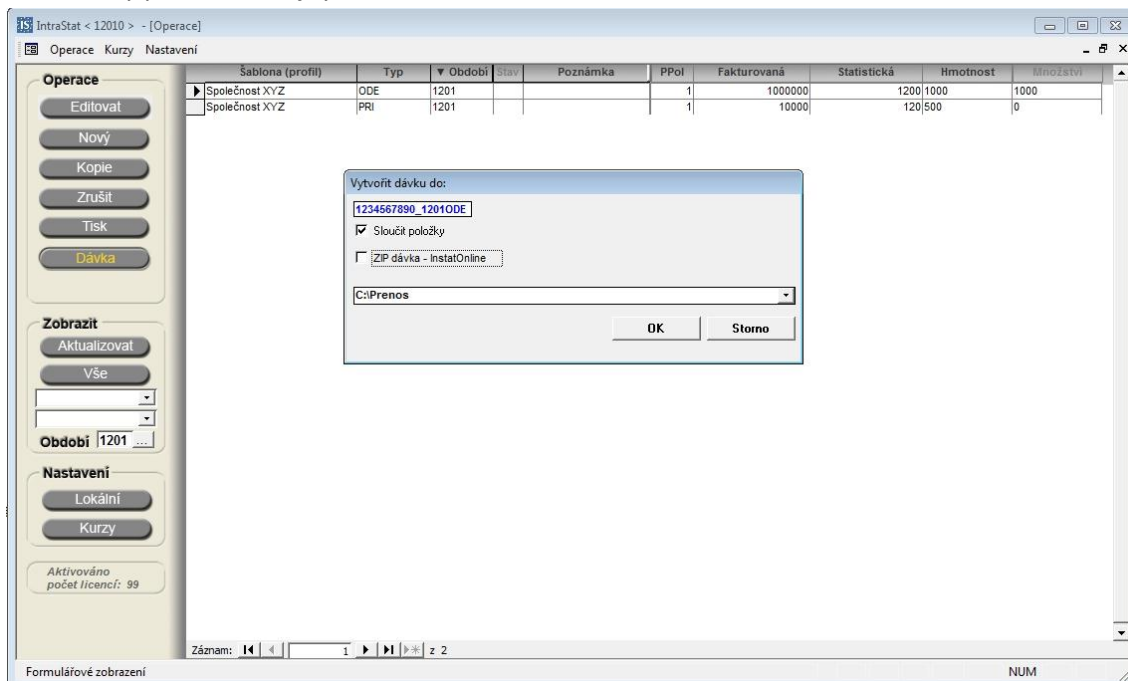 IntraStat < 12010 > - [Operace]
Operace Kurzy Nastavení
Operace
Editovat
Nový
Kopie
Zrušit
Tisk
Dávka
Zobrazit
Aktualizovat
Vše
Období 1201 ...
Nastavení
Lokální
Kurzy
Aktivováno
počet licencí: 99
Šablona (profil) Typ ▼ Období Stav Poznámka PPol Fakturovaná Statistická Hmotnost Množství
Společnost XYZ ODE 1201 1 1000000 1200 1000 1000
Společnost XYZ PRI 1201 1 10000 120 500 0
Vytvořit dávku do:
1234567890_1201ODE
Sloučit položky
ZIP dávka - InstatOnline
C:\Prenos
OK Storno
Záznam: 1 z 2
Formulářové zobrazení NUM